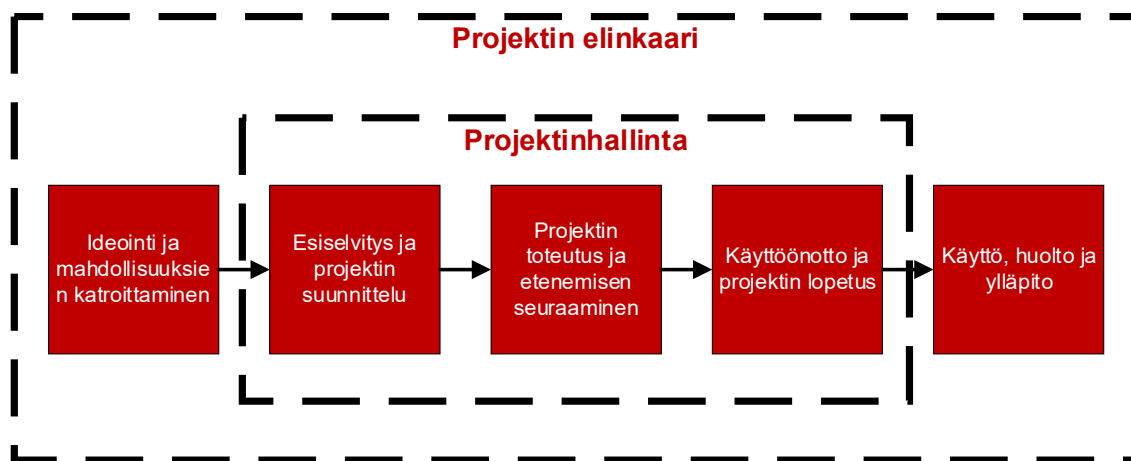 Projektin elinkaari
Projektinhallinta
Ideointi ja
mahdollisuuksie
n katroittaminen
Esiselvitys ja
projektin
suunnittelu
Projektin
toteutus ja
etenemisen
seuraaminen
Käyttöönotto ja
projektin lopetus
Käyttö, huolto ja
ylläpito